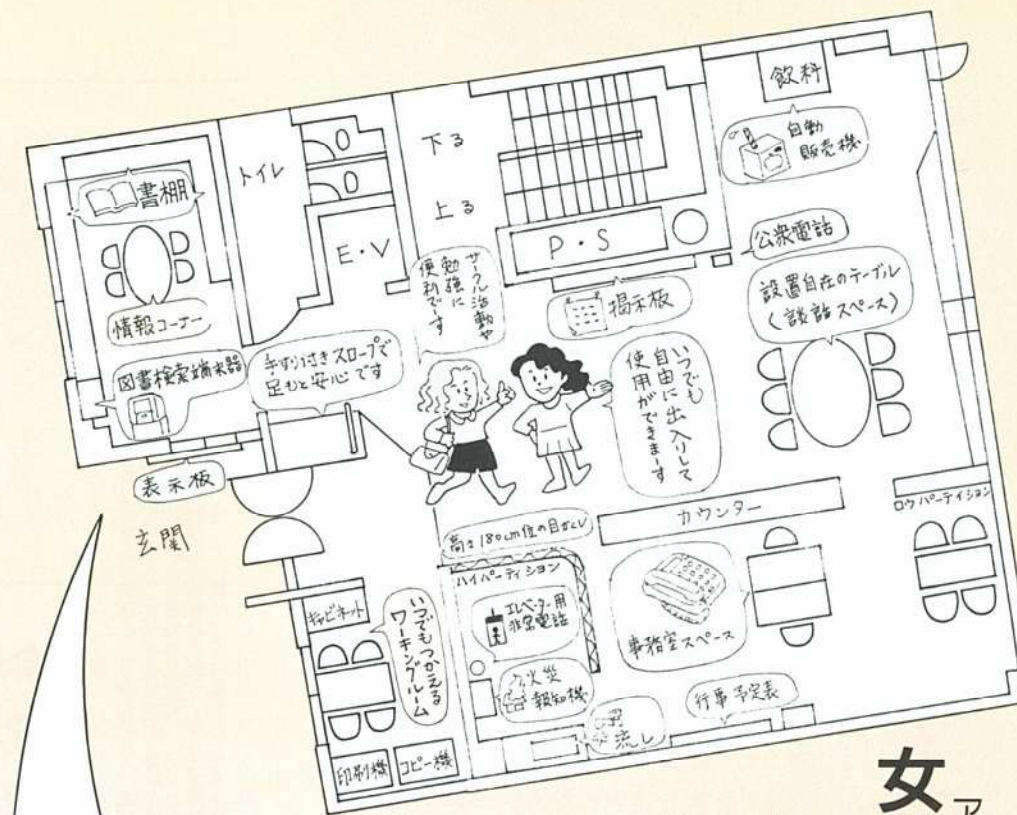 飲料
自動
販売機
下る
上る
トイレ
書棚
E・V
P・S
公衆電話
設置自在のテーブル
(談話スペース)
サークル活動や
勉強に
便利でーす
掲示板
情報コーナー
図書検索端末器
手すり付きスロープで
足もと安心です
いつでも
自由に出入りして
使用ができまーす
表示板
玄関
カウンター
ロウパーティション
高さ180cm位の目かくし
ハイパーティション
エレベーター用
非常電話
事務室スペース
キャビネット
いつでもつかえる
ワーキングルーム
火災
報知機
行事予定表
流し
印刷機
コピー機
女
ア